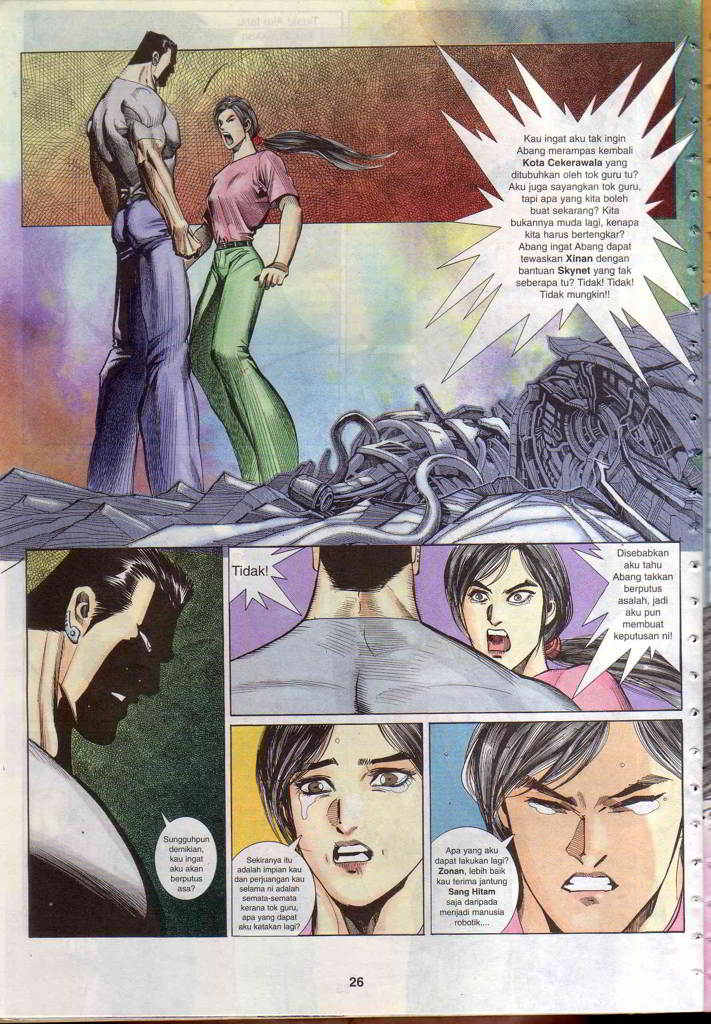 Kau ingat aku tak ingin
Abang merampas kembali
Kota Cekerawala yang
ditubuhkan oleh tok guru tu?
Aku juga sayangkan tok guru,
tapi apa yang kita boleh
buat sekarang? Kita
bukannya muda lagi, kenapa
kita harus bertengkar?
Abang ingat Abang dapat
tewaskan Xinan dengan
bantuan Skynet yang tak
seberapa tu? Tidak! Tidak!
Tidak mungkin!!
Sungguhpun
demikian,
kau ingat
aku akan
berputus
asa?
Tidak!
Disebabkan
aku tahu
Abang takkan
berputus
asalah, jadi
aku pun
membuat
keputusan ni!
Sekiranya itu
adalah impian kau
dan perjuangan kau
selama ni adalah
semata-semata
kerana tok guru,
apa yang dapat
aku katakan lagi?
Apa yang aku
dapat lakukan lagi?
Zonan, lebih baik
kau terima jantung
Sang Hitam
saja daripada
menjadi manusia
robotik....
26